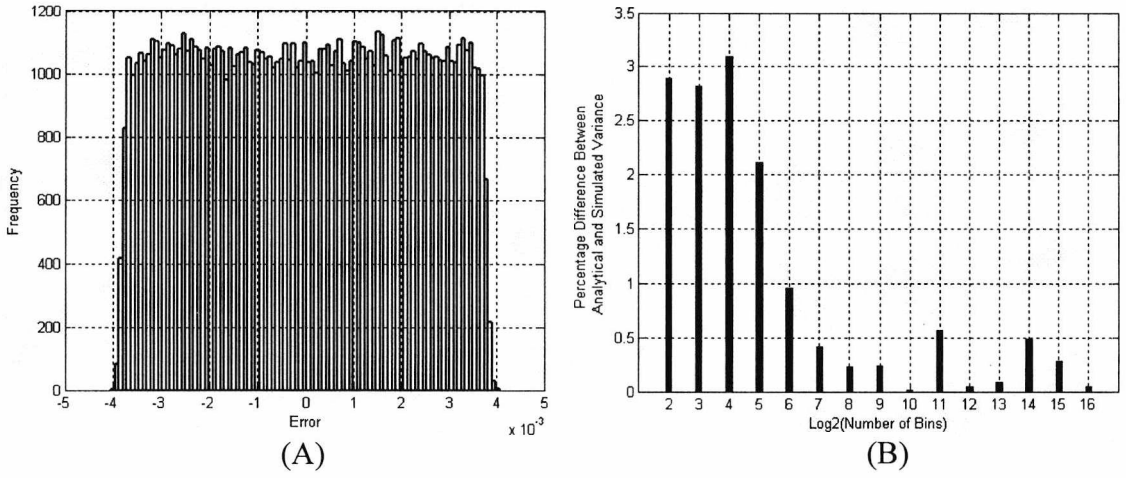 1200
1000
800
600
400
200
0
Frequency
-5 -4 -3 -2 -1 0 1 2 3 4 5
Error
x 10⁻³
(A)
3.5
3
2.5
2
1.5
1
0.5
0
Percentage Difference Between
Analytical and Simulated Variance
2 3 4 5 6 7 8 9 10 11 12 13 14 15 16
Log2(Number of Bins)
(B)